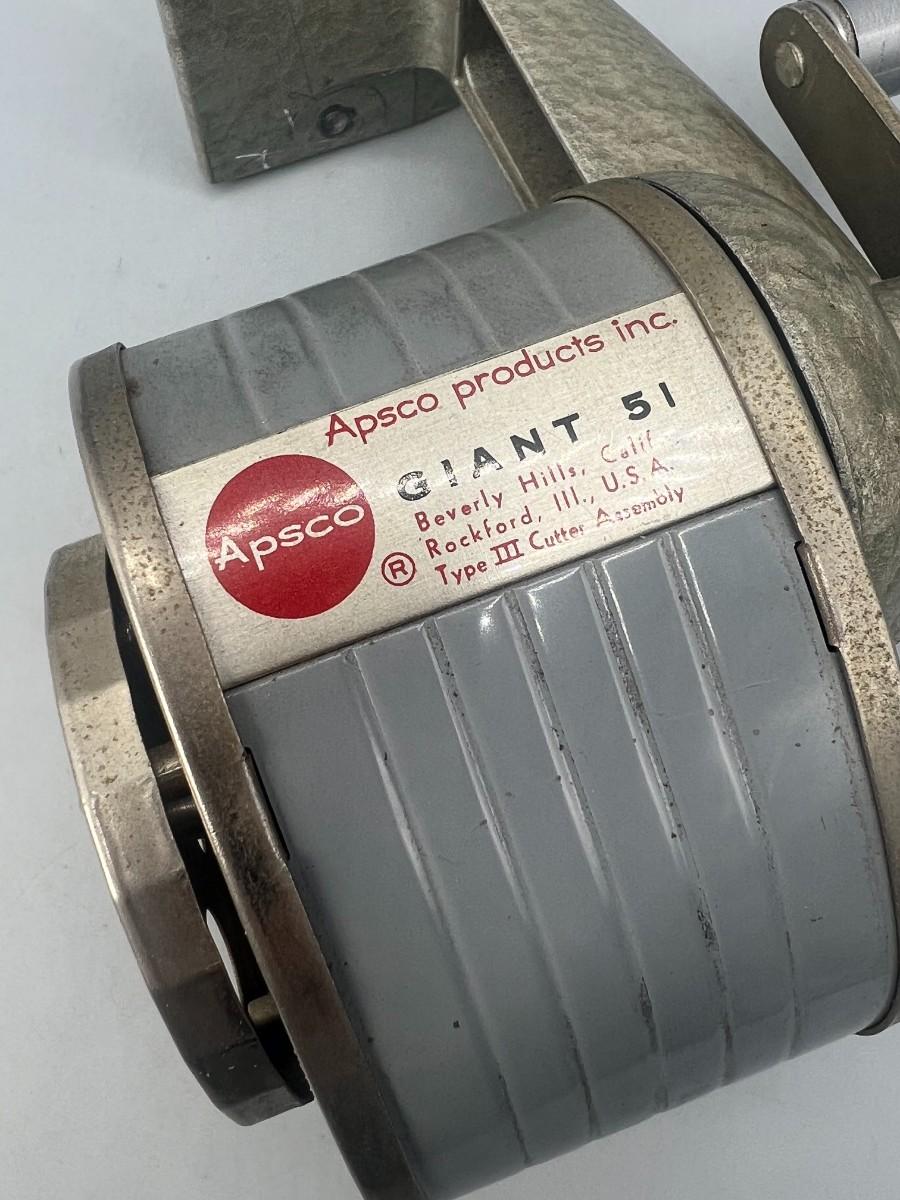 Apsco products inc.
GIANT 51
Beverly Hills, Calif
Rockford, Ill., U.S.A.
Type III Cutter Assembly
Apsco
®